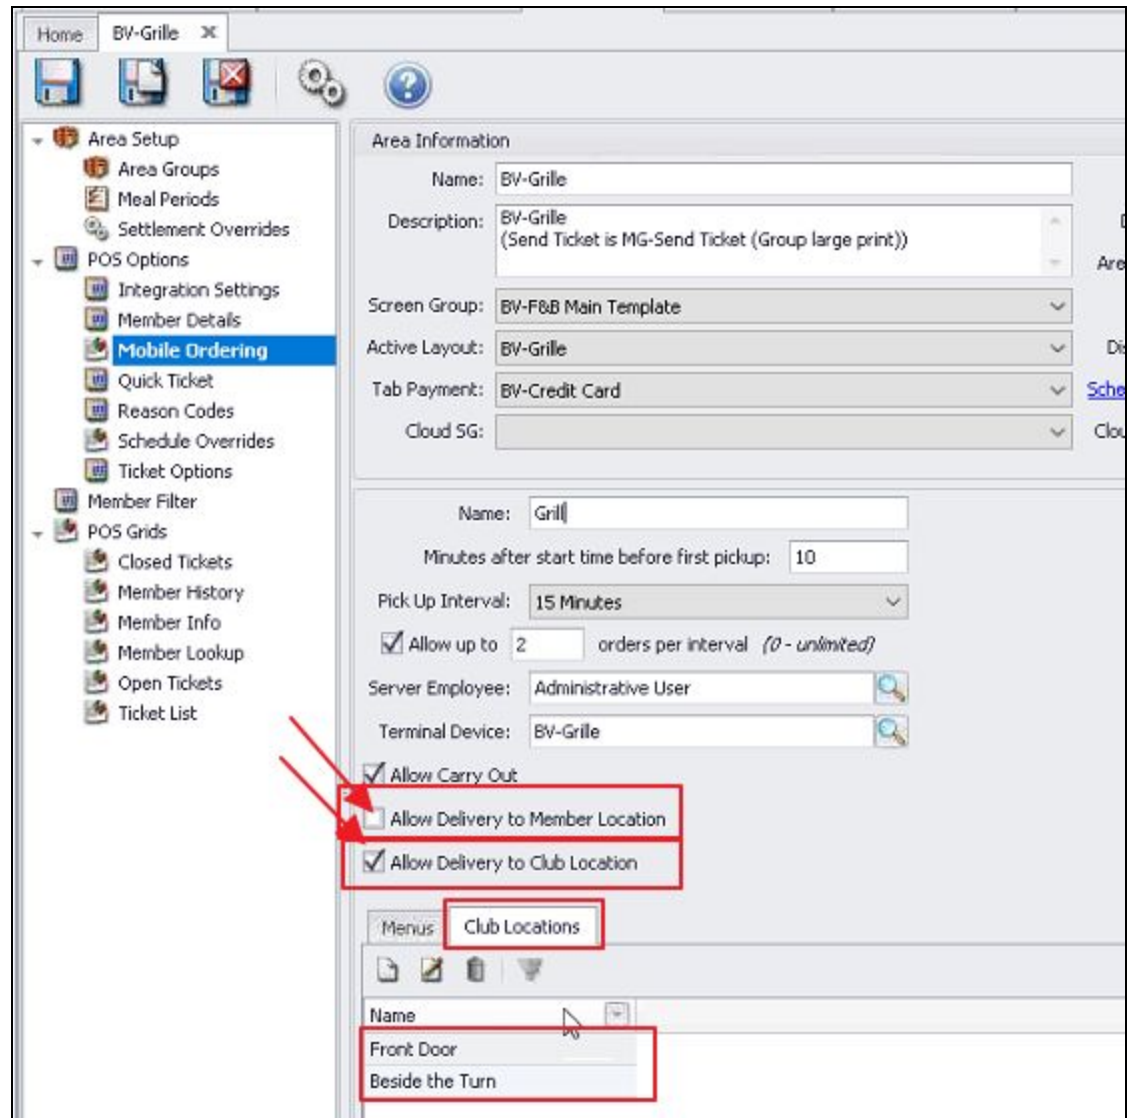 Home
BV-Grille
Area Setup
Area Groups
Meal Periods
Settlement Overrides
POS Options
Integration Settings
Member Details
Mobile Ordering
Quick Ticket
Reason Codes
Schedule Overrides
Ticket Options
Member Filter
POS Grids
Closed Tickets
Member History
Member Info
Member Lookup
Open Tickets
Ticket List
Area Information
Name: BV-Grille
Description: BV-Grille
(Send Ticket is MG-Send Ticket (Group large print))
Screen Group: BV-F&B Main Template
Active Layout: BV-Grille
Tab Payment: BV-Credit Card
Cloud SG:
Are
Dis
Sche
Clou
Name: Grill
Minutes after start time before first pickup: 10
Pick Up Interval: 15 Minutes
Allow up to 2 orders per interval (0 - unlimited)
Server Employee: Administrative User
Terminal Device: BV-Grille
Allow Carry Out
Allow Delivery to Member Location
Allow Delivery to Club Location
Menus Club Locations
Name
Front Door
Beside the Turn